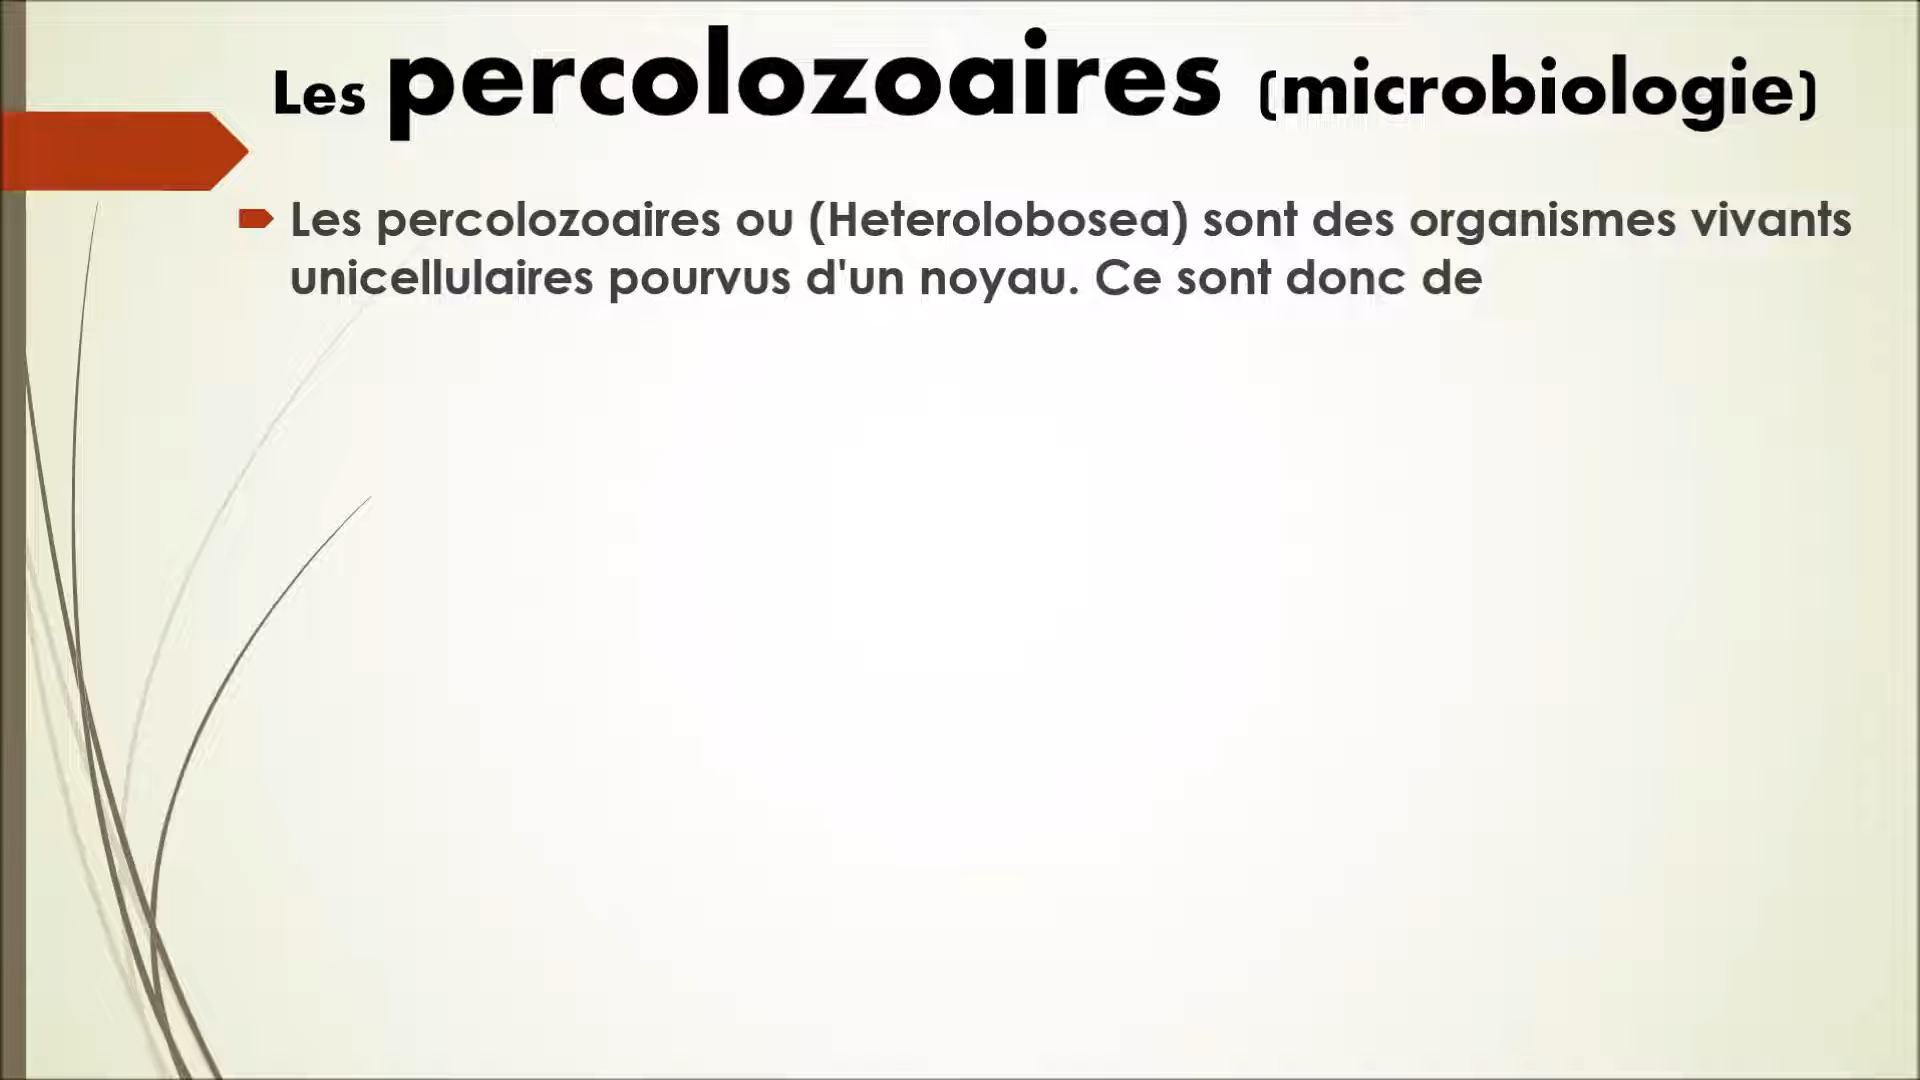 Les percolozoaires (microbiologie)
Les percolozoaires ou (Heterolobosea) sont des organismes vivants
unicellulaires pourvus d'un noyau. Ce sont donc de